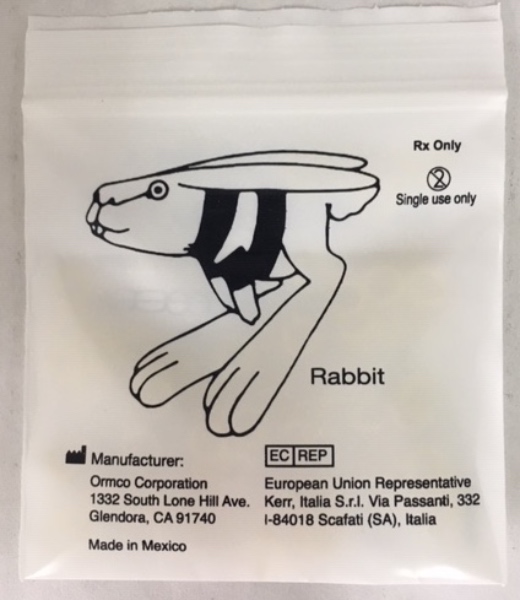 Rx Only
2
Single use only
Rabbit
Manufacturer:
Ormco Corporation
1332 South Lone Hill Ave.
Glendora, CA 91740
Made in Mexico
EC REP
European Union Representative
Kerr, Italia S.r.l. Via Passanti, 332
I-84018 Scafati (SA), Italia